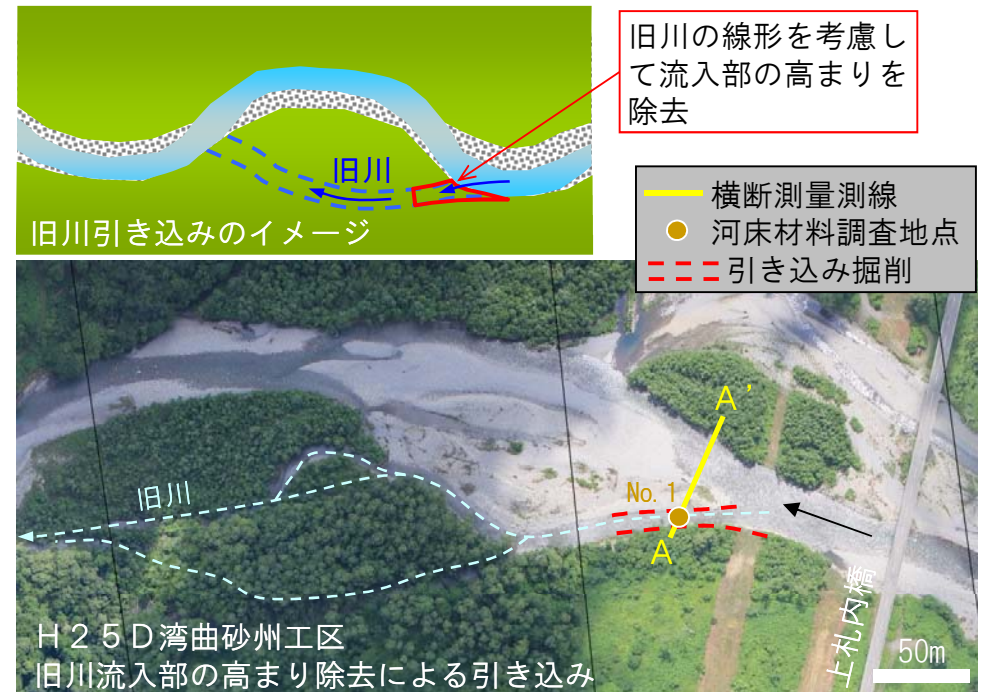 旧川の線形を考慮し
て流入部の高まりを
除去
旧川
旧川引き込みのイメージ
横断測量測線
河床材料調査地点
引き込み掘削
A’
No. 1
A
旧川
上札内橋
50m
H25D湾曲砂州工区
旧川流入部の高まり除去による引き込み